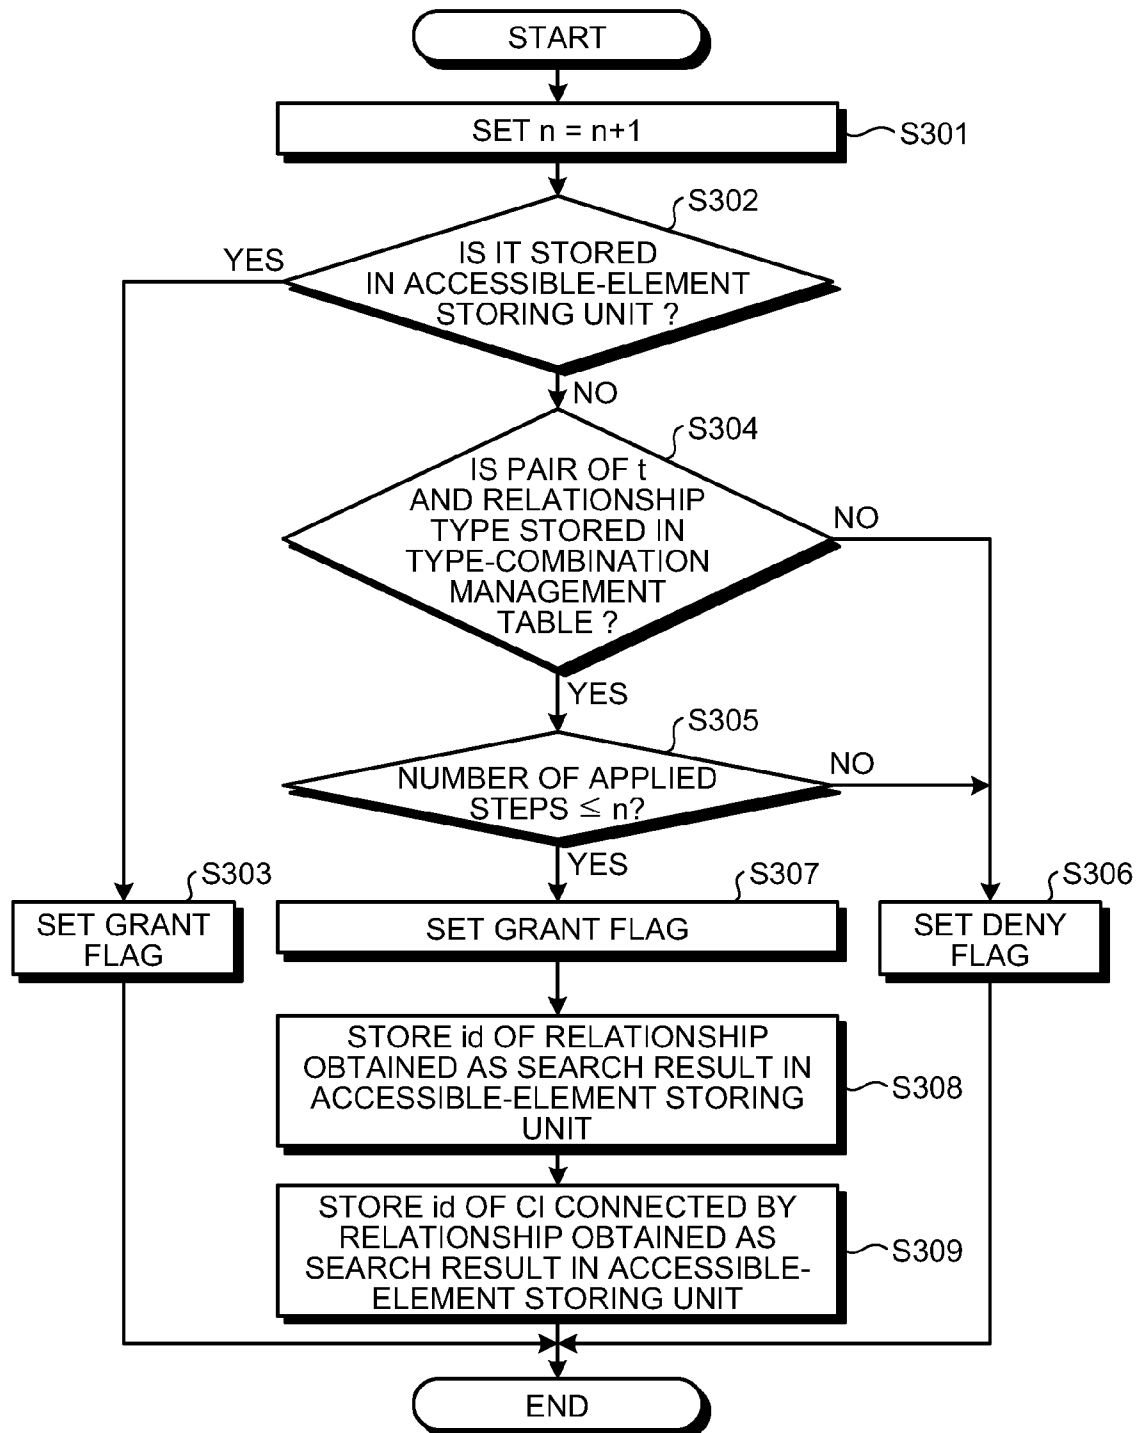 START
SET n = n+1
S301
S302
IS IT STORED
IN ACCESSIBLE-ELEMENT
STORING UNIT ?
YES
NO
S304
IS PAIR OF t
AND RELATIONSHIP
TYPE STORED IN
TYPE-COMBINATION
MANAGEMENT
TABLE ?
NO
YES
S305
NUMBER OF APPLIED
STEPS ≤ n?
NO
YES
S303
SET GRANT
FLAG
S307
SET GRANT FLAG
S306
SET DENY
FLAG
STORE id OF RELATIONSHIP
OBTAINED AS SEARCH RESULT IN
ACCESSIBLE-ELEMENT STORING
UNIT
S308
STORE id OF CI CONNECTED BY
RELATIONSHIP OBTAINED AS
SEARCH RESULT IN ACCESSIBLE-
ELEMENT STORING UNIT
S309
END